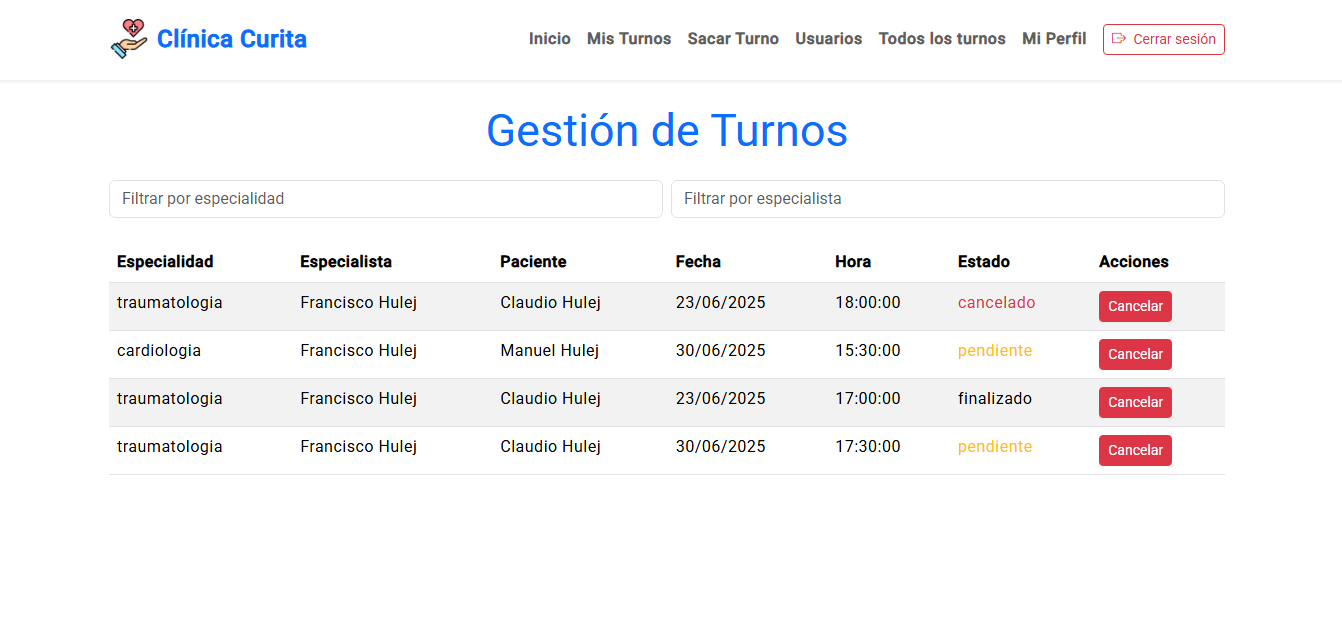 Clínica Curita
Inicio Mis Turnos Sacar Turno Usuarios Todos los turnos Mi Perfil Cerrar sesión
Gestión de Turnos
Filtrar por especialidad Filtrar por especialista
Especialidad Especialista Paciente Fecha Hora Estado Acciones
traumatologia Francisco Hulej Claudio Hulej 23/06/2025 18:00:00 cancelado Cancelar
cardiologia Francisco Hulej Manuel Hulej 30/06/2025 15:30:00 pendiente Cancelar
traumatologia Francisco Hulej Claudio Hulej 23/06/2025 17:00:00 finalizado Cancelar
traumatologia Francisco Hulej Claudio Hulej 30/06/2025 17:30:00 pendiente Cancelar